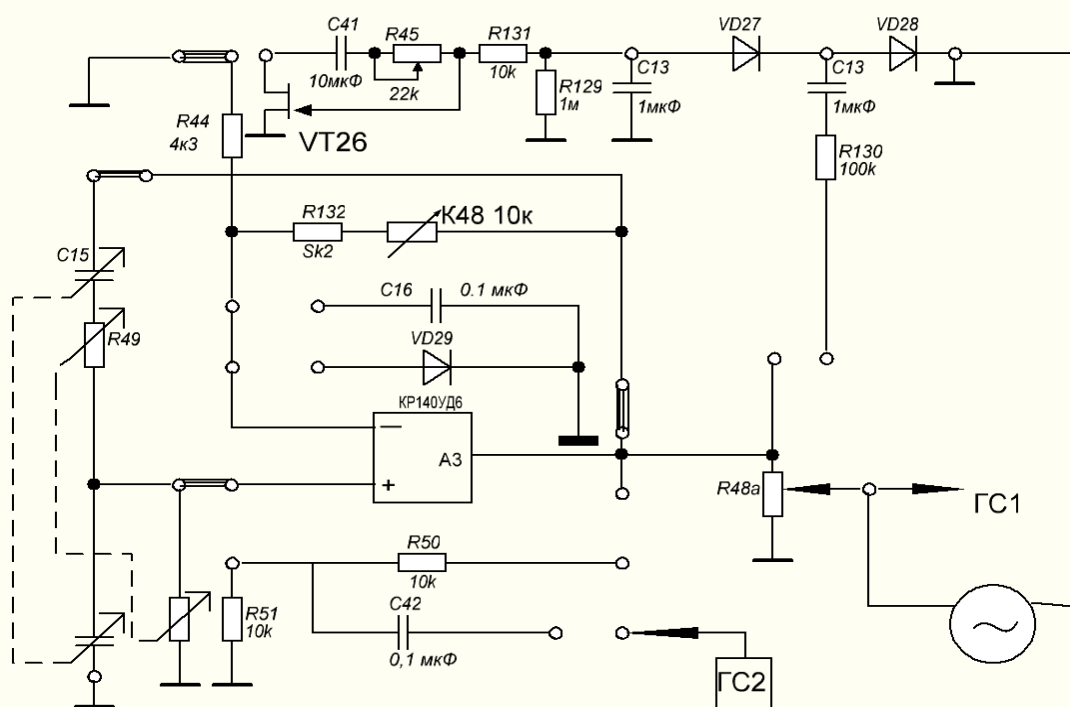 C41
R45
R131
VD27
VD28
10мкФ
22k
10k
R129
1м
C13
1мкФ
C13
1мкФ
R44
4к3
VT26
R130
100k
R132
Sk2
К48 10к
C15
R49
C16
0.1 мкФ
VD29
КР140УД6
—
+
A3
R48a
ГС1
R50
10k
R51
10k
C42
0,1 мкФ
ГС2